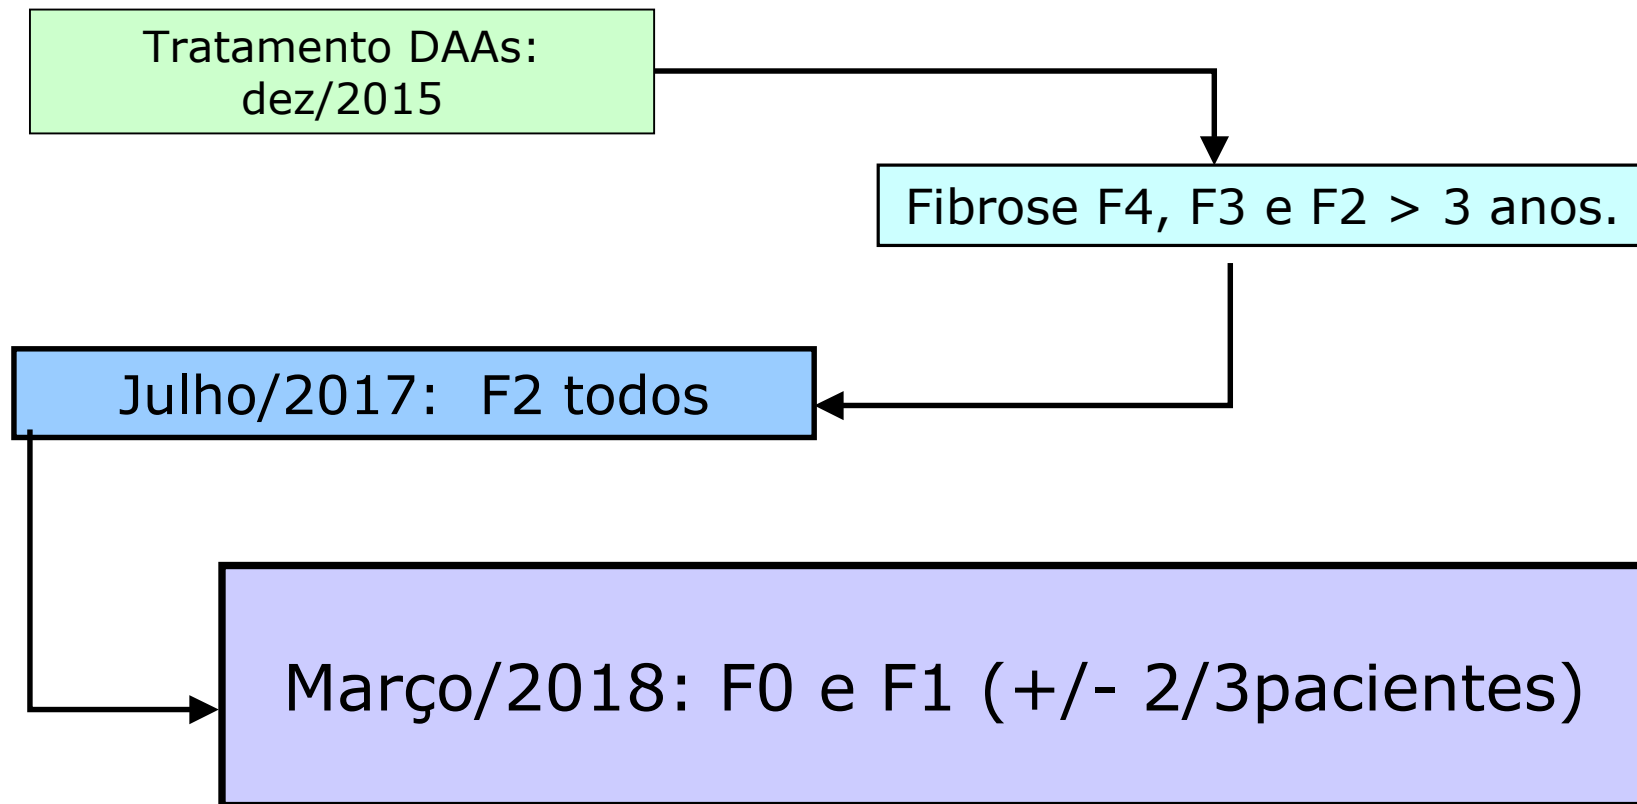 Tratamento DAAs:
dez/2015
Fibrose F4, F3 e F2 > 3 anos.
Julho/2017:  F2 todos
Março/2018: F0 e F1 (+/- 2/3pacientes)